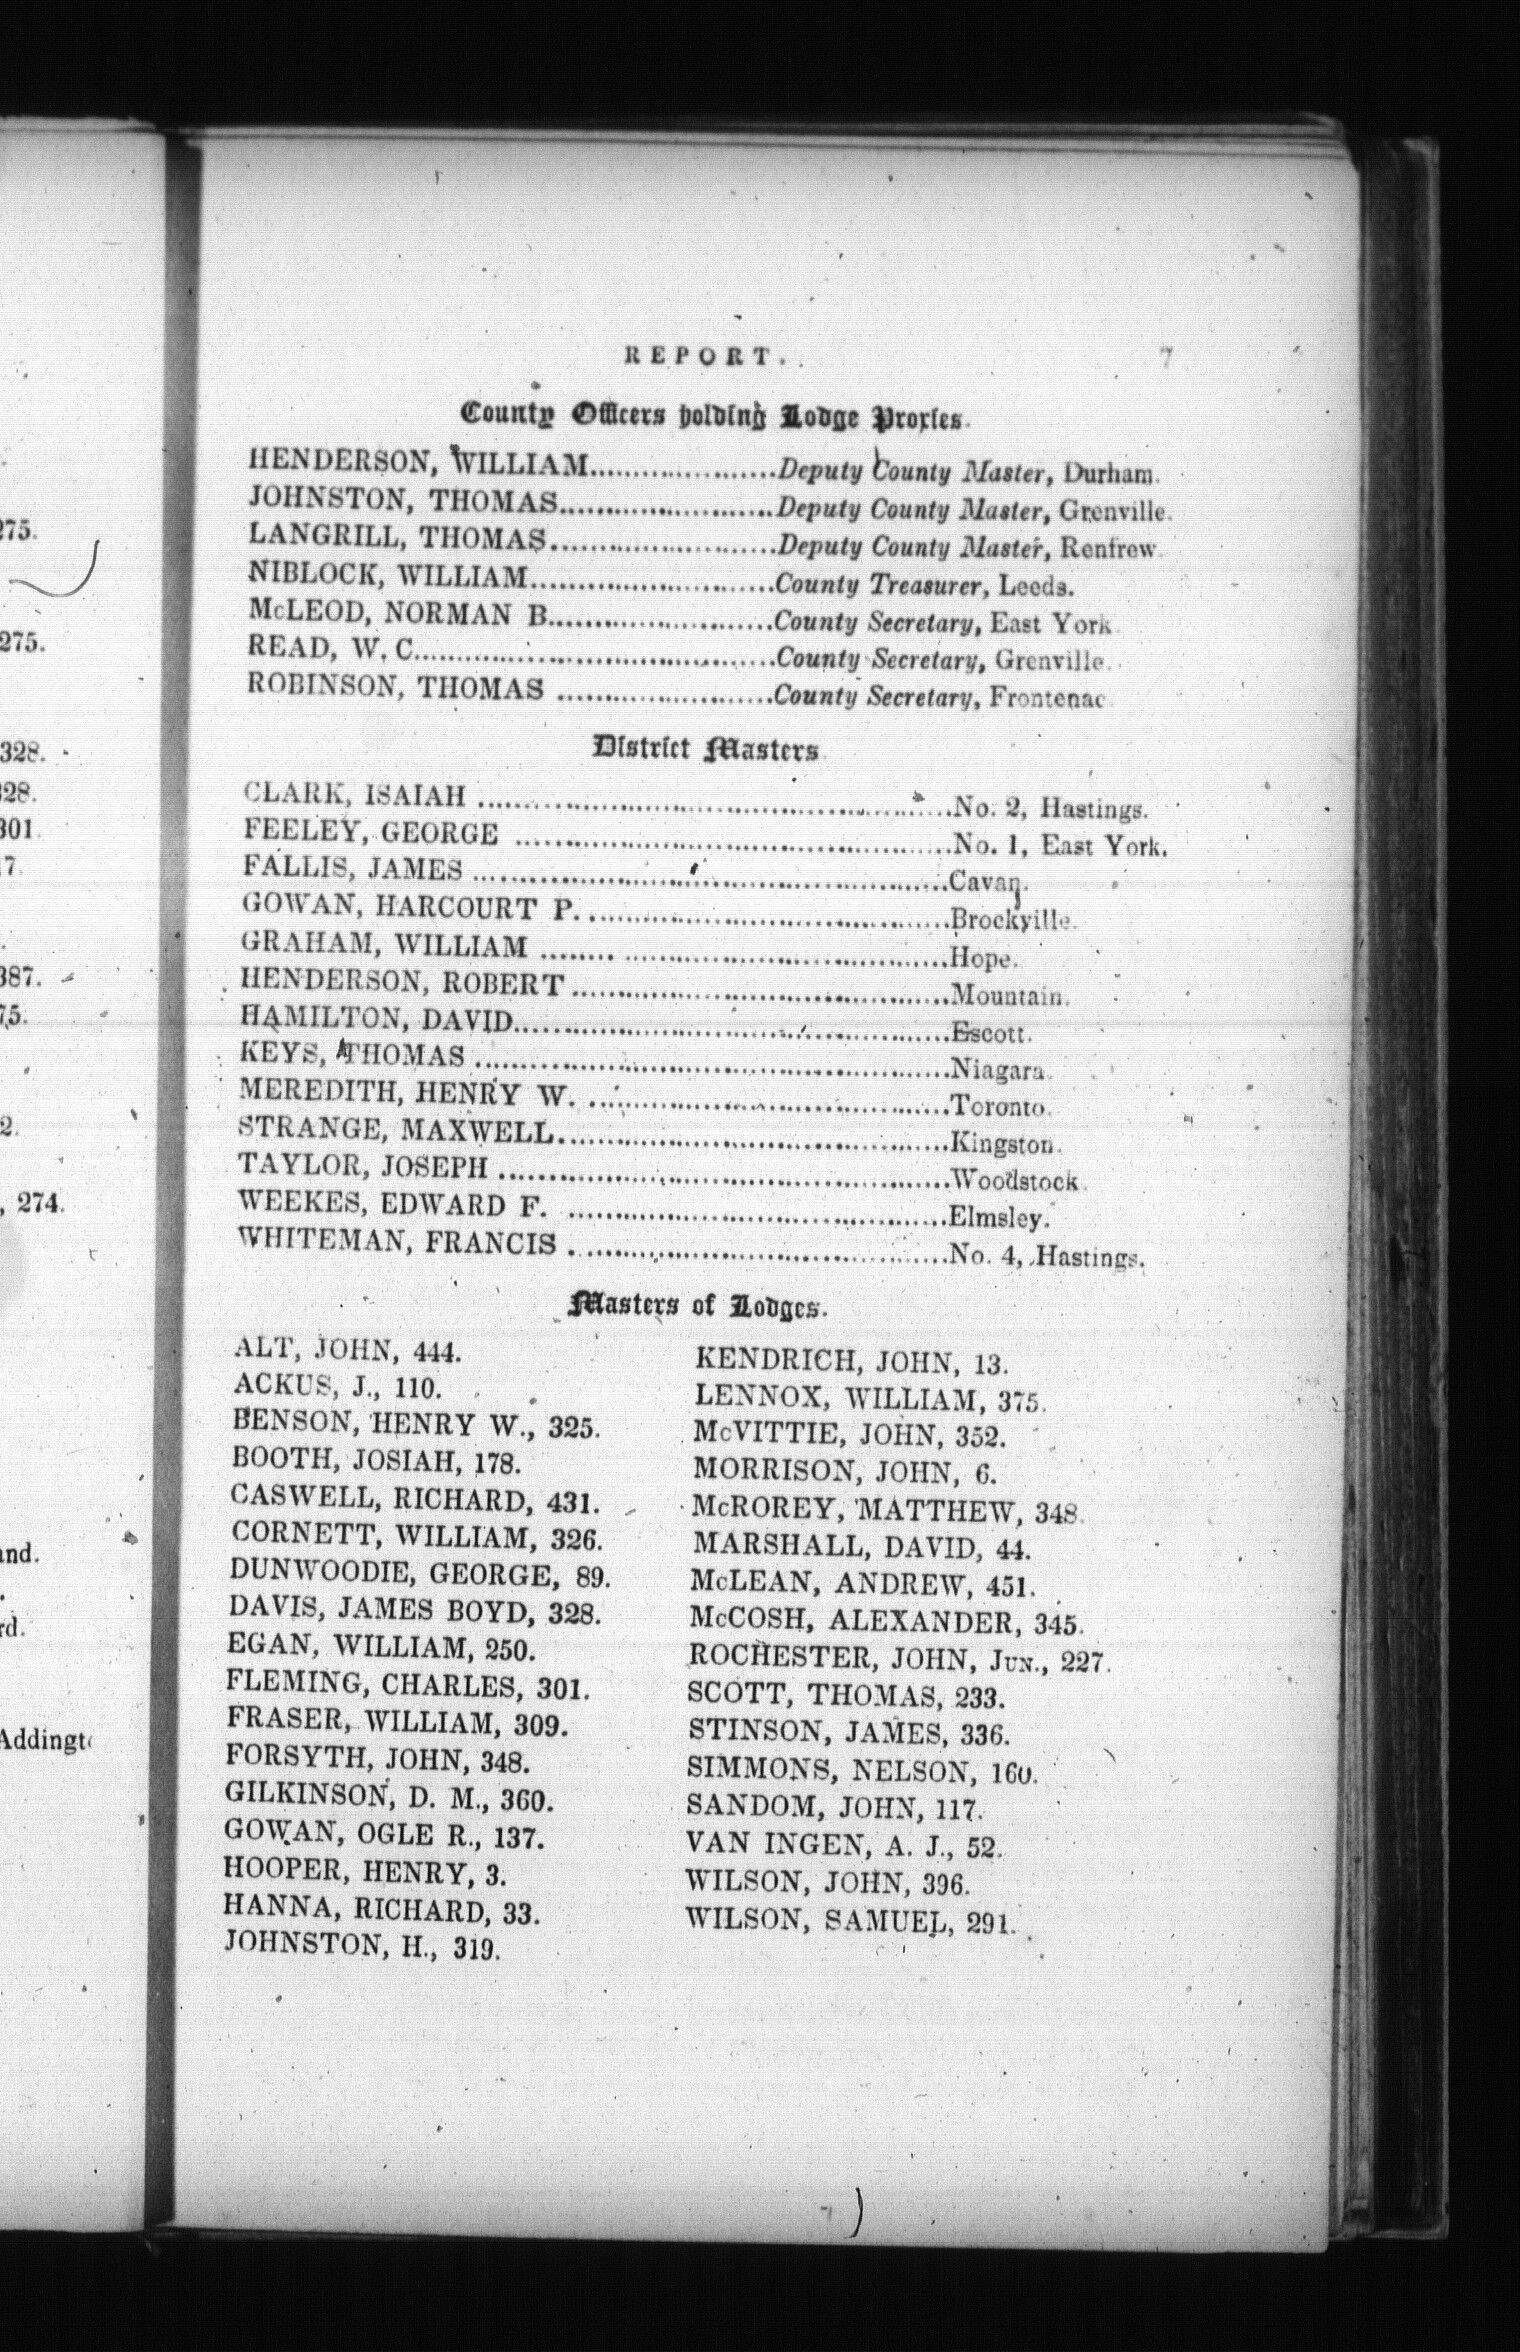 REPORT. 7
County Officers holding Lodge Proxies.
HENDERSON, WILLIAM....................Deputy County Master, Durham.
JOHNSTON, THOMAS.......................Deputy County Master, Grenville.
LANGRILL, THOMAS........................Deputy County Master, Renfrew.
NIBLOCK, WILLIAM..........................County Treasurer, Leeds.
McLEOD, NORMAN B........................County Secretary, East York.
READ, W. C.......................................County Secretary, Grenville.
ROBINSON, THOMAS .......................County Secretary, Frontenac.
District Masters.
CLARK, ISAIAH ...................................................No. 2, Hastings.
FEELEY, GEORGE ...............................................No. 1, East York.
FALLIS, JAMES ...................................................Cavan.
GOWAN, HARCOURT P. .......................................Brockville.
GRAHAM, WILLIAM ............................................Hope.
HENDERSON, ROBERT ........................................Mountain.
HAMILTON, DAVID...............................................Escott.
KEYS, THOMAS ...................................................Niagara.
MEREDITH, HENRY W. .......................................Toronto.
STRANGE, MAXWELL..........................................Kingston.
TAYLOR, JOSEPH ................................................Woodstock.
WEEKES, EDWARD F. .........................................Elmsley.
WHITEMAN, FRANCIS .........................................No. 4, Hastings.
Masters of Lodges.
ALT, JOHN, 444.
ACKUS, J., 110.
BENSON, HENRY W., 325.
BOOTH, JOSIAH, 178.
CASWELL, RICHARD, 431.
CORNETT, WILLIAM, 326.
DUNWOODIE, GEORGE, 89.
DAVIS, JAMES BOYD, 328.
EGAN, WILLIAM, 250.
FLEMING, CHARLES, 301.
FRASER, WILLIAM, 309.
FORSYTH, JOHN, 348.
GILKINSON, D. M., 360.
GOWAN, OGLE R., 137.
HOOPER, HENRY, 3.
HANNA, RICHARD, 33.
JOHNSTON, H., 319.
KENDRICH, JOHN, 13.
LENNOX, WILLIAM, 375.
McVITTIE, JOHN, 352.
MORRISON, JOHN, 6.
McROREY, MATTHEW, 348.
MARSHALL, DAVID, 44.
McLEAN, ANDREW, 451.
McCOSH, ALEXANDER, 345.
ROCHESTER, JOHN, JUN., 227.
SCOTT, THOMAS, 233.
STINSON, JAMES, 336.
SIMMONS, NELSON, 160.
SANDOM, JOHN, 117.
VAN INGEN, A. J., 52.
WILSON, JOHN, 396.
WILSON, SAMUEL, 291.